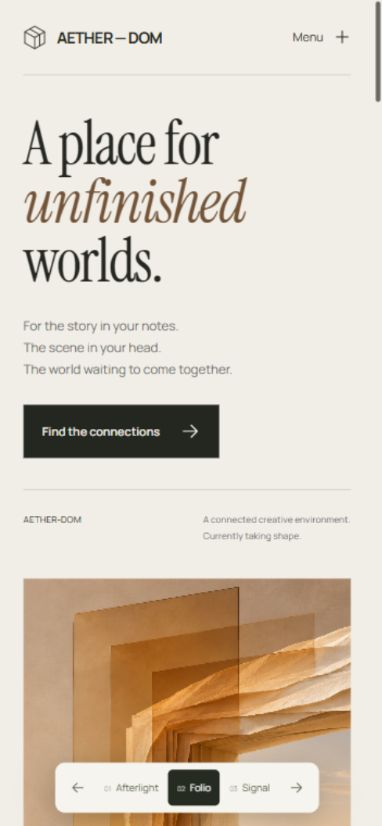 AETHER — DOM
Menu
A place for
unfinished
worlds.
For the story in your notes.
The scene in your head.
The world waiting to come together.
Find the connections
AETHER-DOM
A connected creative environment.
Currently taking shape.
01 Afterlight
02 Folio
03 Signal